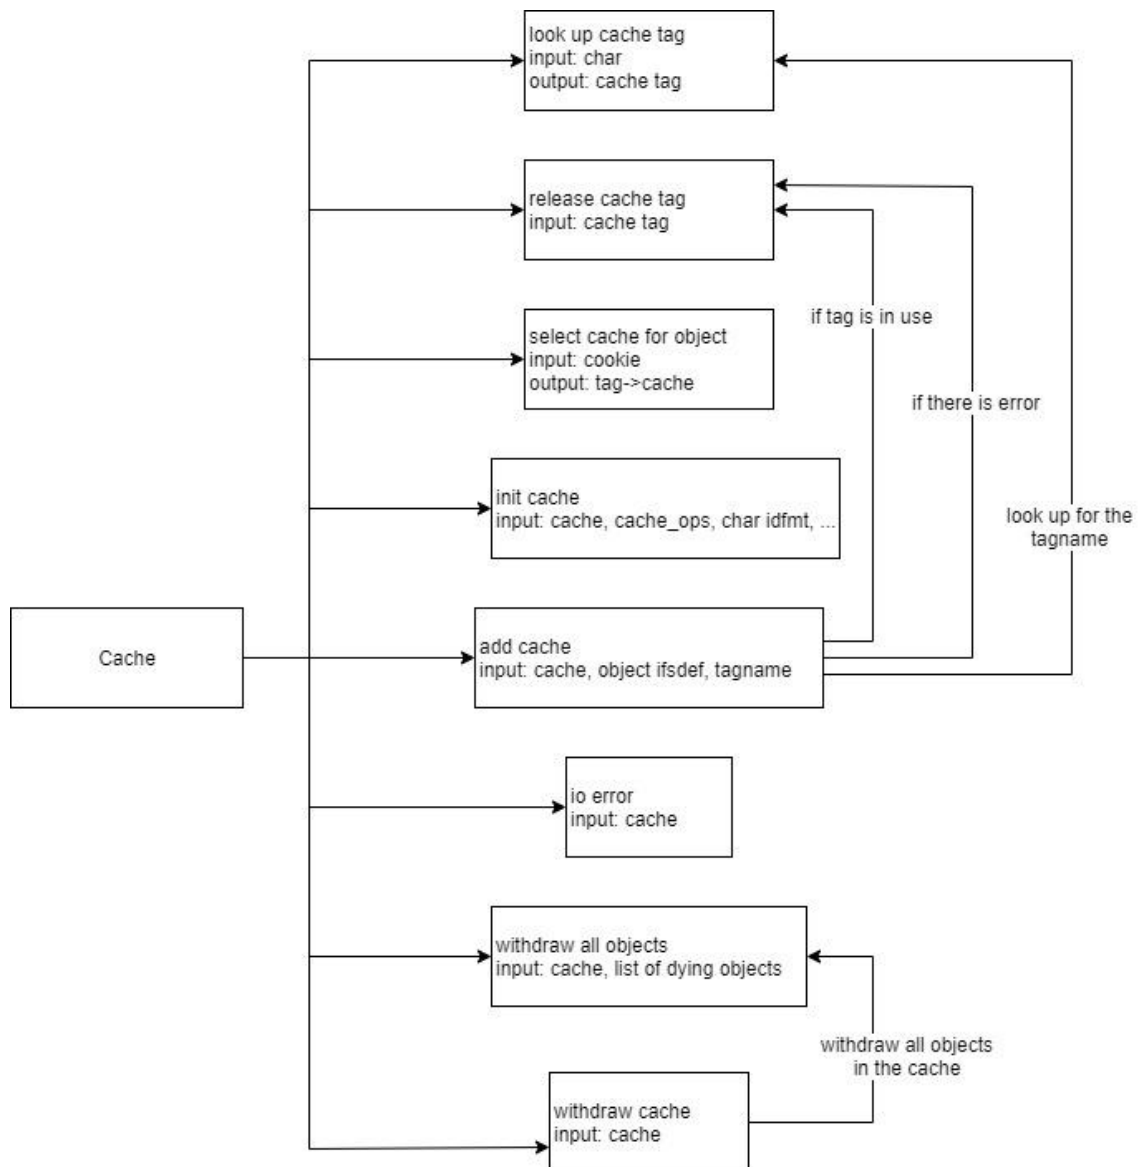 look up cache tag
input: char
output: cache tag
release cache tag
input: cache tag
if tag is in use
select cache for object
input: cookie
output: tag->cache
if there is error
init cache
input: cache, cache_ops, char idfmt, ...
look up for the
tagname
Cache
add cache
input: cache, object ifsdef, tagname
io error
input: cache
withdraw all objects
input: cache, list of dying objects
withdraw all objects
in the cache
withdraw cache
input: cache